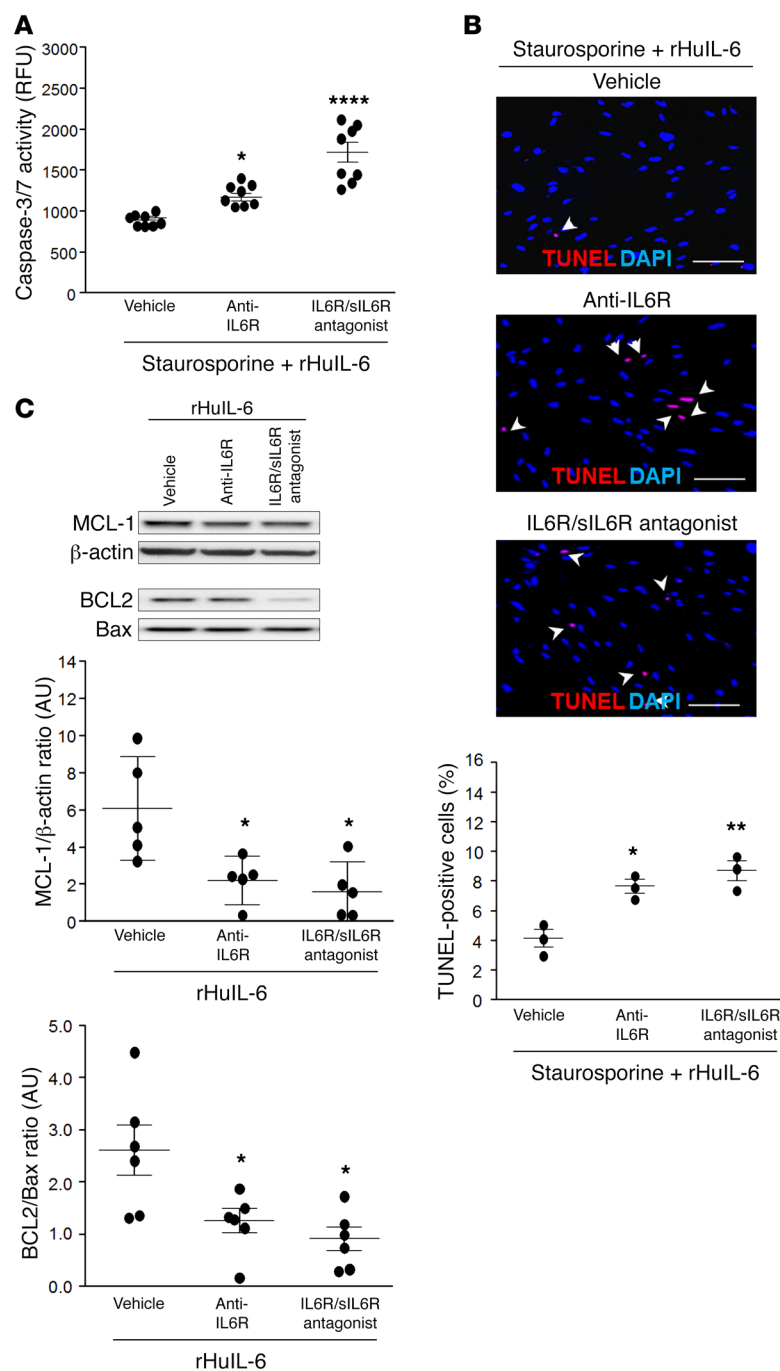 A
Caspase-3/7 activity (RFU)
3000
2500
2000
1500
1000
500
0
*
****
Vehicle
Anti-
IL6R
IL6R/sIL6R
antagonist
Staurosporine + rHuIL-6
B
Staurosporine + rHuIL-6
Vehicle
TUNEL DAPI
Anti-IL6R
TUNEL DAPI
IL6R/sIL6R antagonist
TUNEL DAPI
TUNEL-positive cells (%)
16
14
12
10
8
6
4
2
0
*
**
Vehicle
Anti-
IL6R
IL6R/sIL6R
antagonist
Staurosporine + rHuIL-6
C
rHuIL-6
Vehicle
Anti-IL6R
IL6R/sIL6R
antagonist
MCL-1
β-actin
BCL2
Bax
MCL-1/β-actin ratio (AU)
14
10
8
6
4
2
0
*
*
Vehicle
Anti-
IL6R
IL6R/sIL6R
antagonist
rHuIL-6
BCL2/Bax ratio (AU)
5.0
4.0
3.0
2.0
1.0
0.0
*
*
Vehicle
Anti-
IL6R
IL6R/sIL6R
antagonist
rHuIL-6